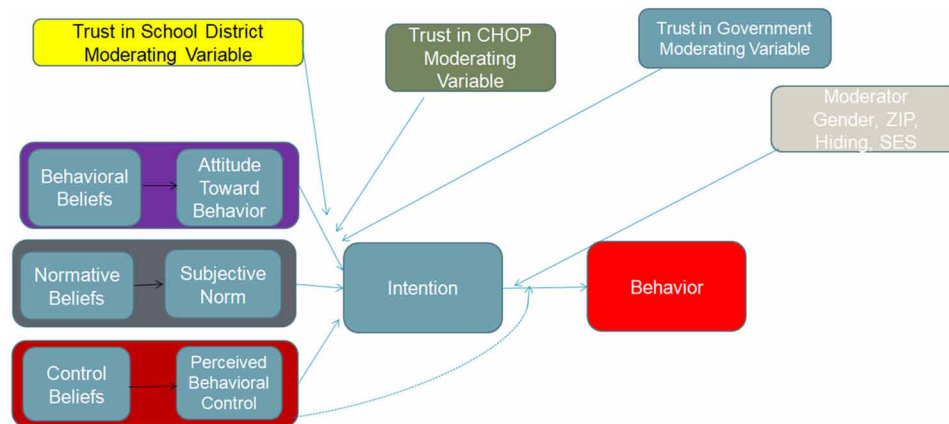 Trust in School District
Moderating Variable
Trust in CHOP
Moderating
Variable
Trust in Government
Moderating Variable
Moderator
Gender, ZIP,
Hiding, SES
Behavioral
Beliefs
Attitude
Toward
Behavior
Normative
Beliefs
Subjective
Norm
Intention
Behavior
Control
Beliefs
Perceived
Behavioral
Control